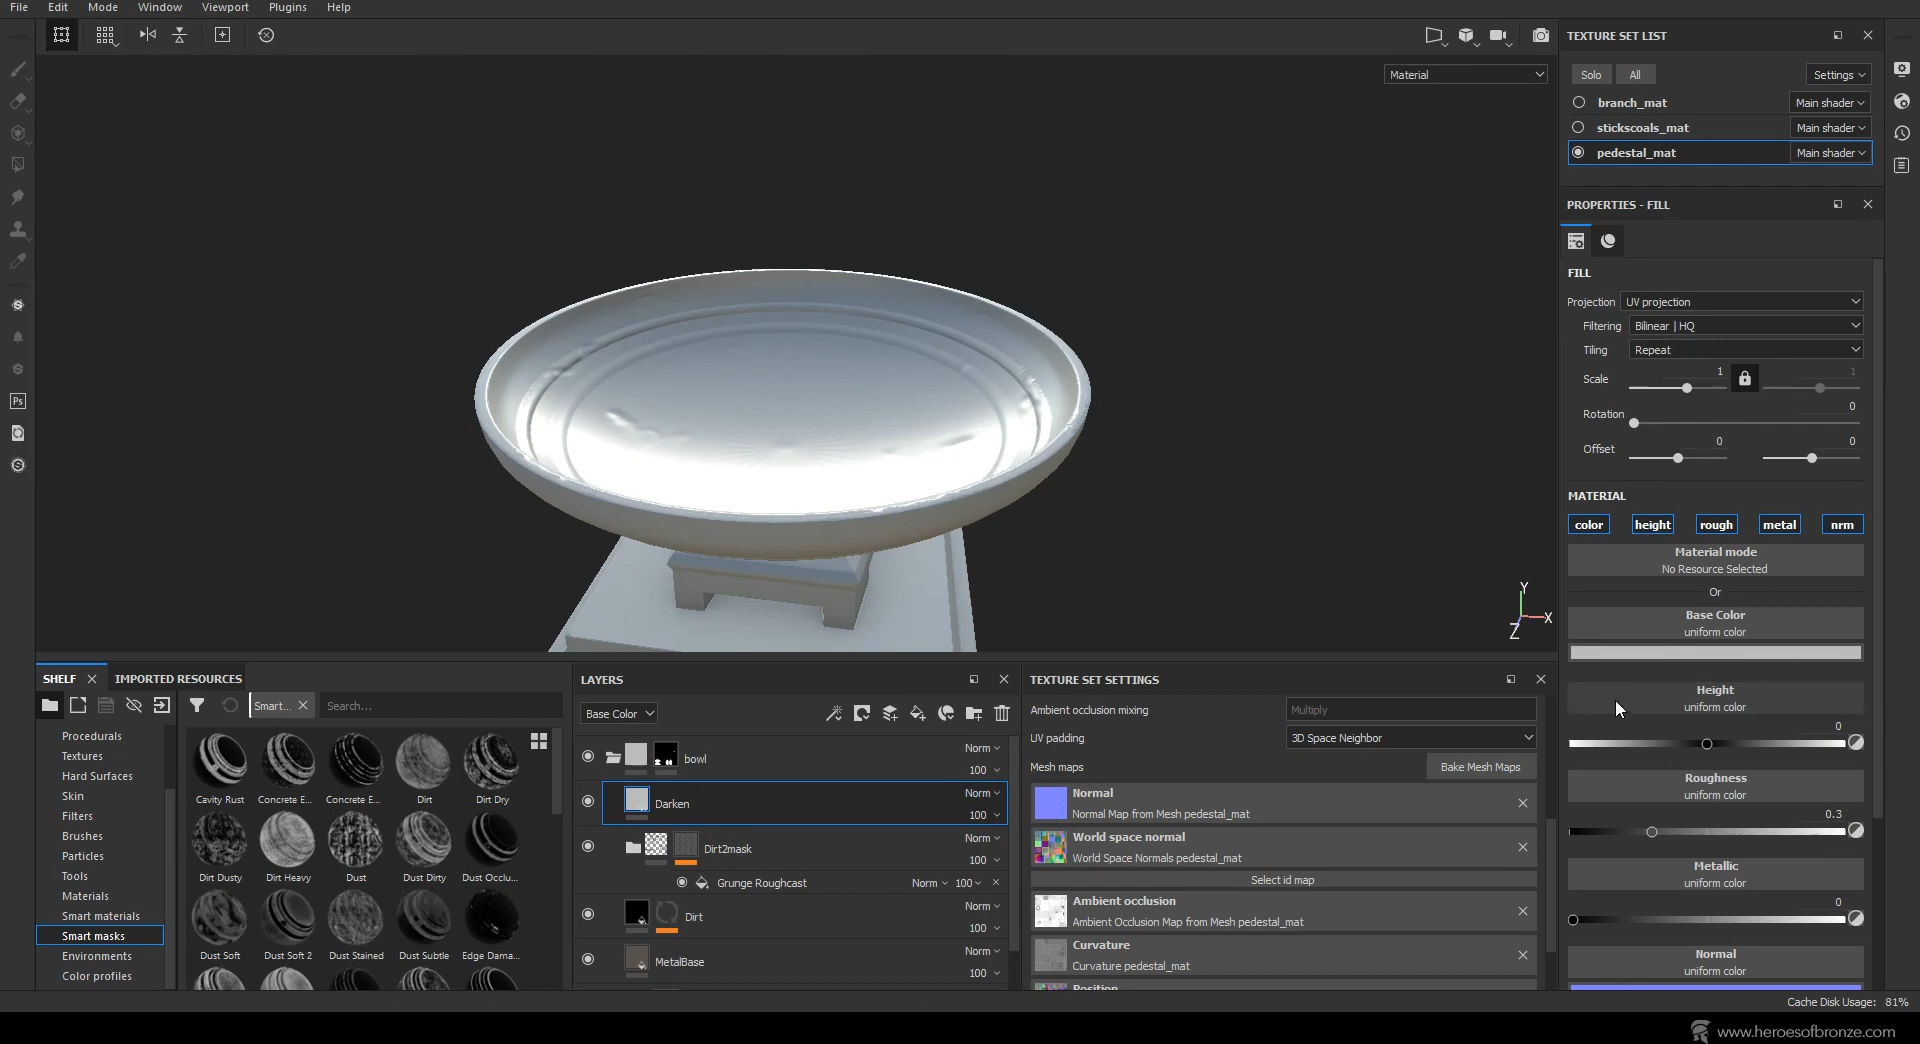 File Edit Mode Window Viewport Plugins Help
Material
TEXTURE SET LIST
Solo All Settings
branch_mat Main shader
stickscoals_mat Main shader
pedestal_mat Main shader
PROPERTIES - FILL
FILL
Projection UV projection
Filtering Bilinear | HQ
Tiling Repeat
Scale 1 1
Rotation 0
Offset 0 0
MATERIAL
color height rough metal nrm
Material mode
No Resource Selected
Or
Base Color
uniform color
Height
uniform color
0
Roughness
uniform color
0.3
Metallic
uniform color
0
Normal
uniform color
Y
X
Z
SHELF IMPORTED RESOURCES
Smart... Search...
Procedurals
Textures
Hard Surfaces
Skin
Filters
Brushes
Particles
Tools
Materials
Smart materials
Smart masks
Environments
Color profiles
Cavity Rust Concrete E... Concrete E... Dirt Dirt Dry
Dirt Dusty Dirt Heavy Dust Dust Dirty Dust Occlu...
Dust Soft Dust Soft 2 Dust Stained Dust Subtle Edge Dama...
LAYERS
Base Color
bowl Norm 100
Darken Norm 100
Dirt2mask Norm 100
Grunge Roughcast Norm 100
Dirt Norm 100
MetalBase Norm 100
TEXTURE SET SETTINGS
Ambient occlusion mixing Multiply
UV padding 3D Space Neighbor
Mesh maps Bake Mesh Maps
Normal
Normal Map from Mesh pedestal_mat
World space normal
World Space Normals pedestal_mat
Select id map
Ambient occlusion
Ambient Occlusion Map from Mesh pedestal_mat
Curvature
Curvature pedestal_mat
Position
Ps
Cache Disk Usage: 81%
www.heroesofbronze.com